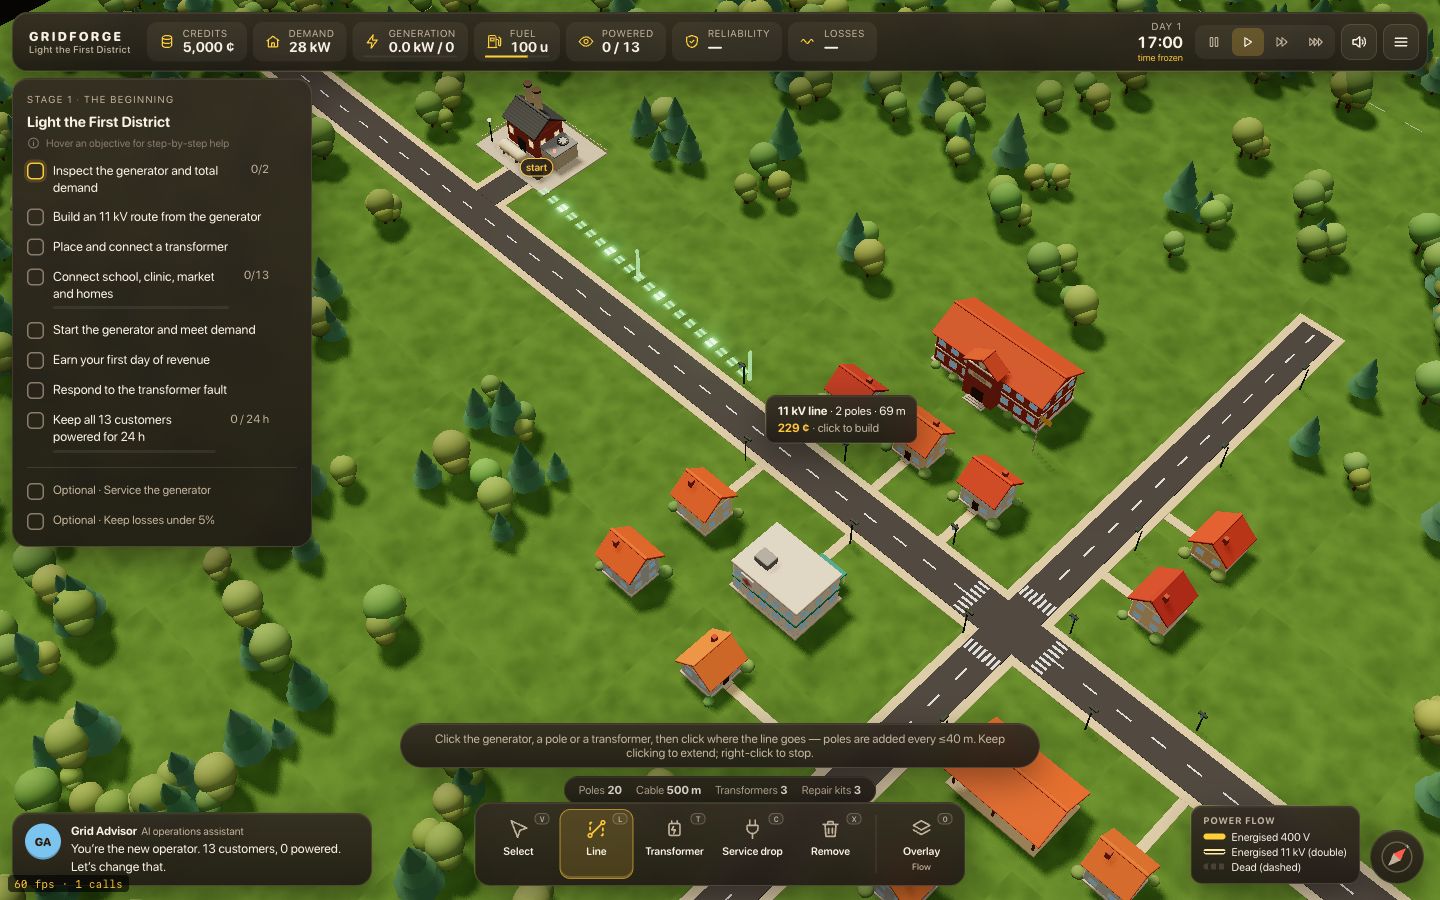 GRIDFORGE
Light the First District
CREDITS
5,000 ¢
DEMAND
28 kW
GENERATION
0.0 kW / 0
FUEL
100 u
POWERED
0 / 13
RELIABILITY
—
LOSSES
—
DAY 1
17:00
time frozen
STAGE 1 · THE BEGINNING
Light the First District
Hover an objective for step-by-step help
Inspect the generator and total 0/2
demand
Build an 11 kV route from the generator
Place and connect a transformer
Connect school, clinic, market 0/13
and homes
Start the generator and meet demand
Earn your first day of revenue
Respond to the transformer fault
Keep all 13 customers 0 / 24 h
powered for 24 h
Optional · Service the generator
Optional · Keep losses under 5%
start
11 kV line · 2 poles · 69 m
229 ¢ · click to build
Click the generator, a pole or a transformer, then click where the line goes — poles are added every ≤40 m. Keep
clicking to extend; right-click to stop.
Poles 20 Cable 500 m Transformers 3 Repair kits 3
V
Select
L
Line
T
Transformer
C
Service drop
X
Remove
O
Overlay
Flow
GA
Grid Advisor AI operations assistant
You're the new operator. 13 customers, 0 powered.
Let's change that.
60 fps · 1 calls
POWER FLOW
Energised 400 V
Energised 11 kV (double)
Dead (dashed)